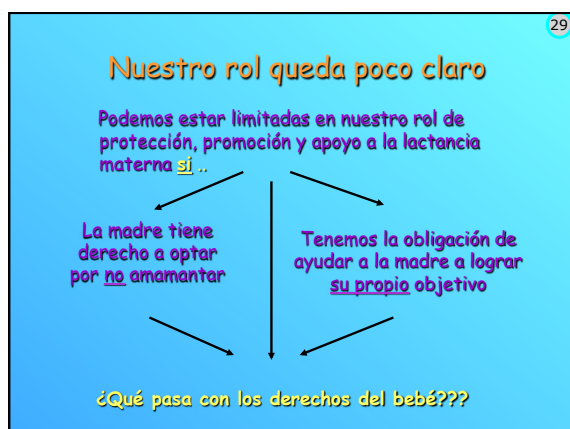 29
Nuestro rol queda poco claro
Podemos estar limitadas en nuestro rol de
protección, promoción y apoyo a la lactancia
materna si ..
La madre tiene
derecho a optar
por no amamantar
Tenemos la obligación de
ayudar a la madre a lograr
su propio objetivo
¿Qué pasa con los derechos del bebé???